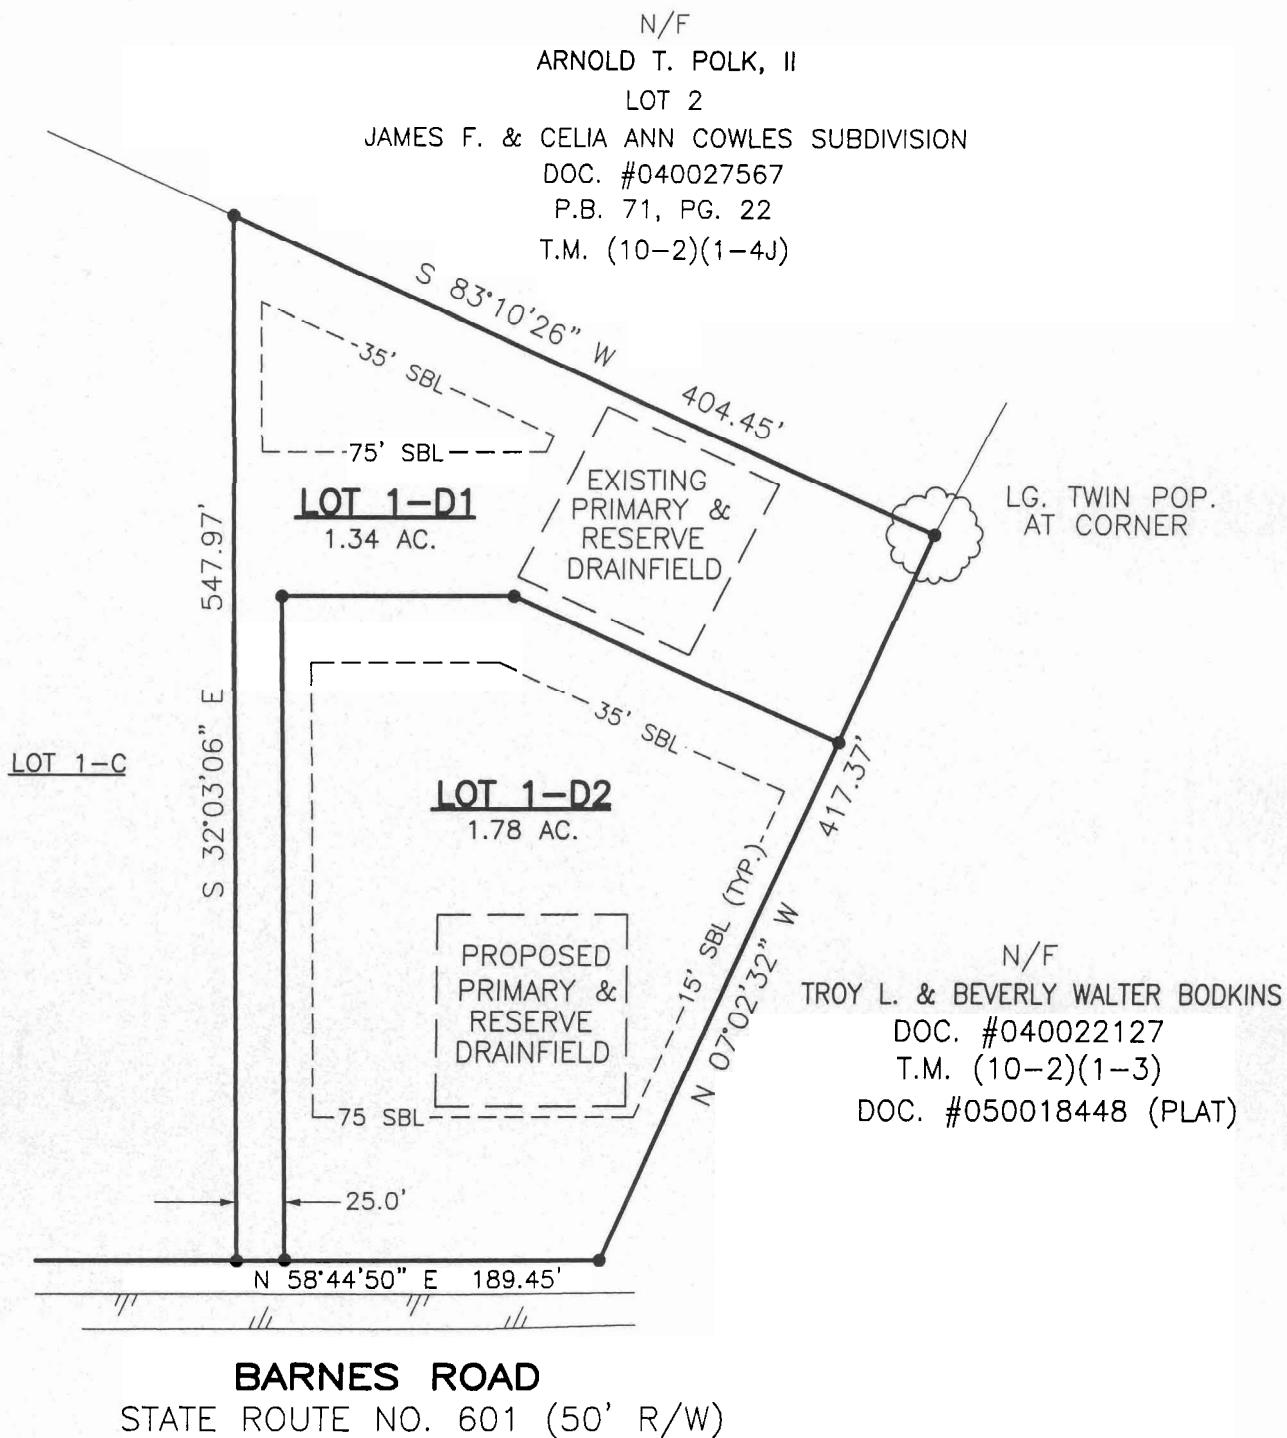 N/F
ARNOLD T. POLK, II
LOT 2
JAMES F. & CELIA ANN COWLES SUBDIVISION
DOC. #040027567
P.B. 71, PG. 22
T.M. (10-2)(1-4J)
S 83°10'26" W 404.45'
35' SBL
75' SBL
LOT 1-D1
1.34 AC.
EXISTING
PRIMARY &
RESERVE
DRAINFIELD
LG. TWIN POP.
AT CORNER
S 32°03'06" E 547.97'
LOT 1-C
35' SBL
LOT 1-D2
1.78 AC.
15' SBL (TYP.)
N 07°02'32" W 417.37'
PROPOSED
PRIMARY &
RESERVE
DRAINFIELD
75 SBL
N/F
TROY L. & BEVERLY WALTER BODKINS
DOC. #040022127
T.M. (10-2)(1-3)
DOC. #050018448 (PLAT)
25.0'
N 58°44'50" E 189.45'
BARNES ROAD
STATE ROUTE NO. 601 (50' R/W)